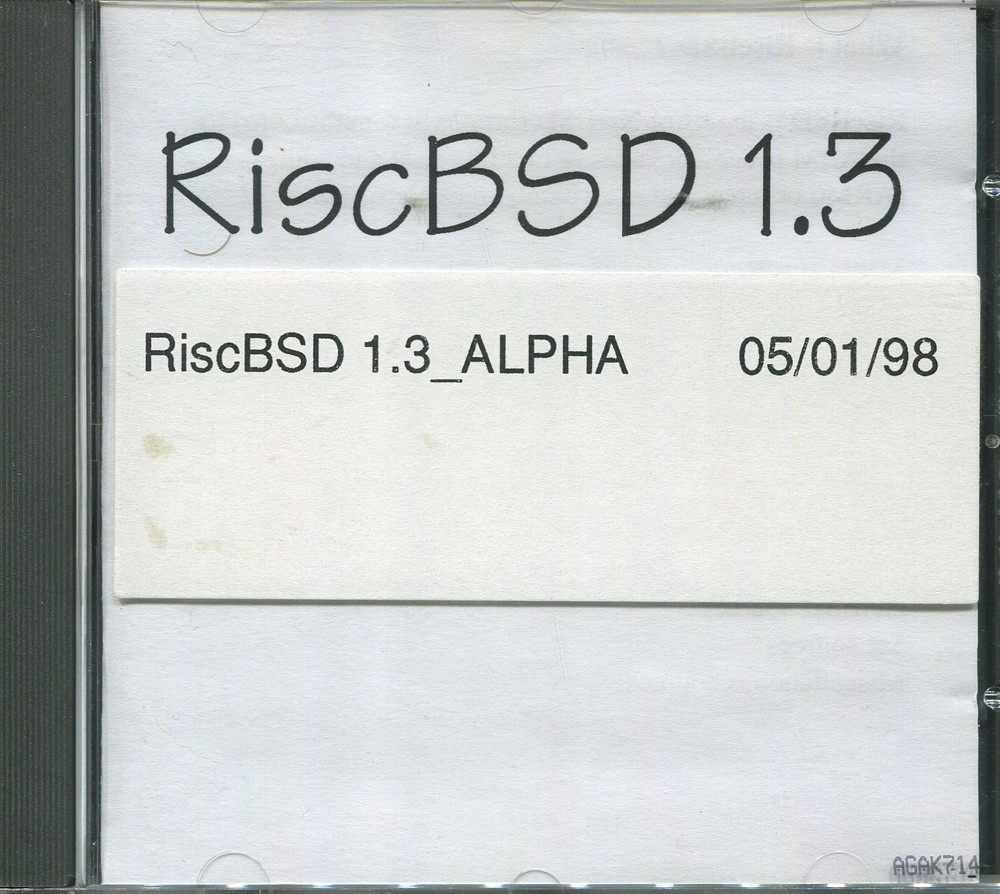 RiscBSD 1.3
RiscBSD 1.3_ALPHA 05/01/98
AGAK714